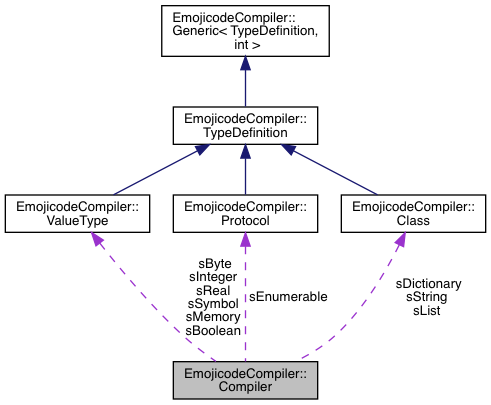 EmojicodeCompiler::
Generic< TypeDefinition,
int >
EmojicodeCompiler::
TypeDefinition
EmojicodeCompiler::
ValueType
EmojicodeCompiler::
Protocol
EmojicodeCompiler::
Class
sByte
sInteger
sReal
sSymbol
sMemory
sBoolean
sEnumerable
sDictionary
sString
sList
EmojicodeCompiler::
Compiler